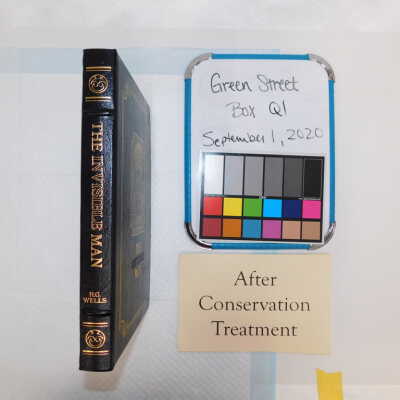 THE INVISIBLE MAN
H.G.
WELLS
Green Street
Box Q1
September 1, 2020
After
Conservation
Treatment